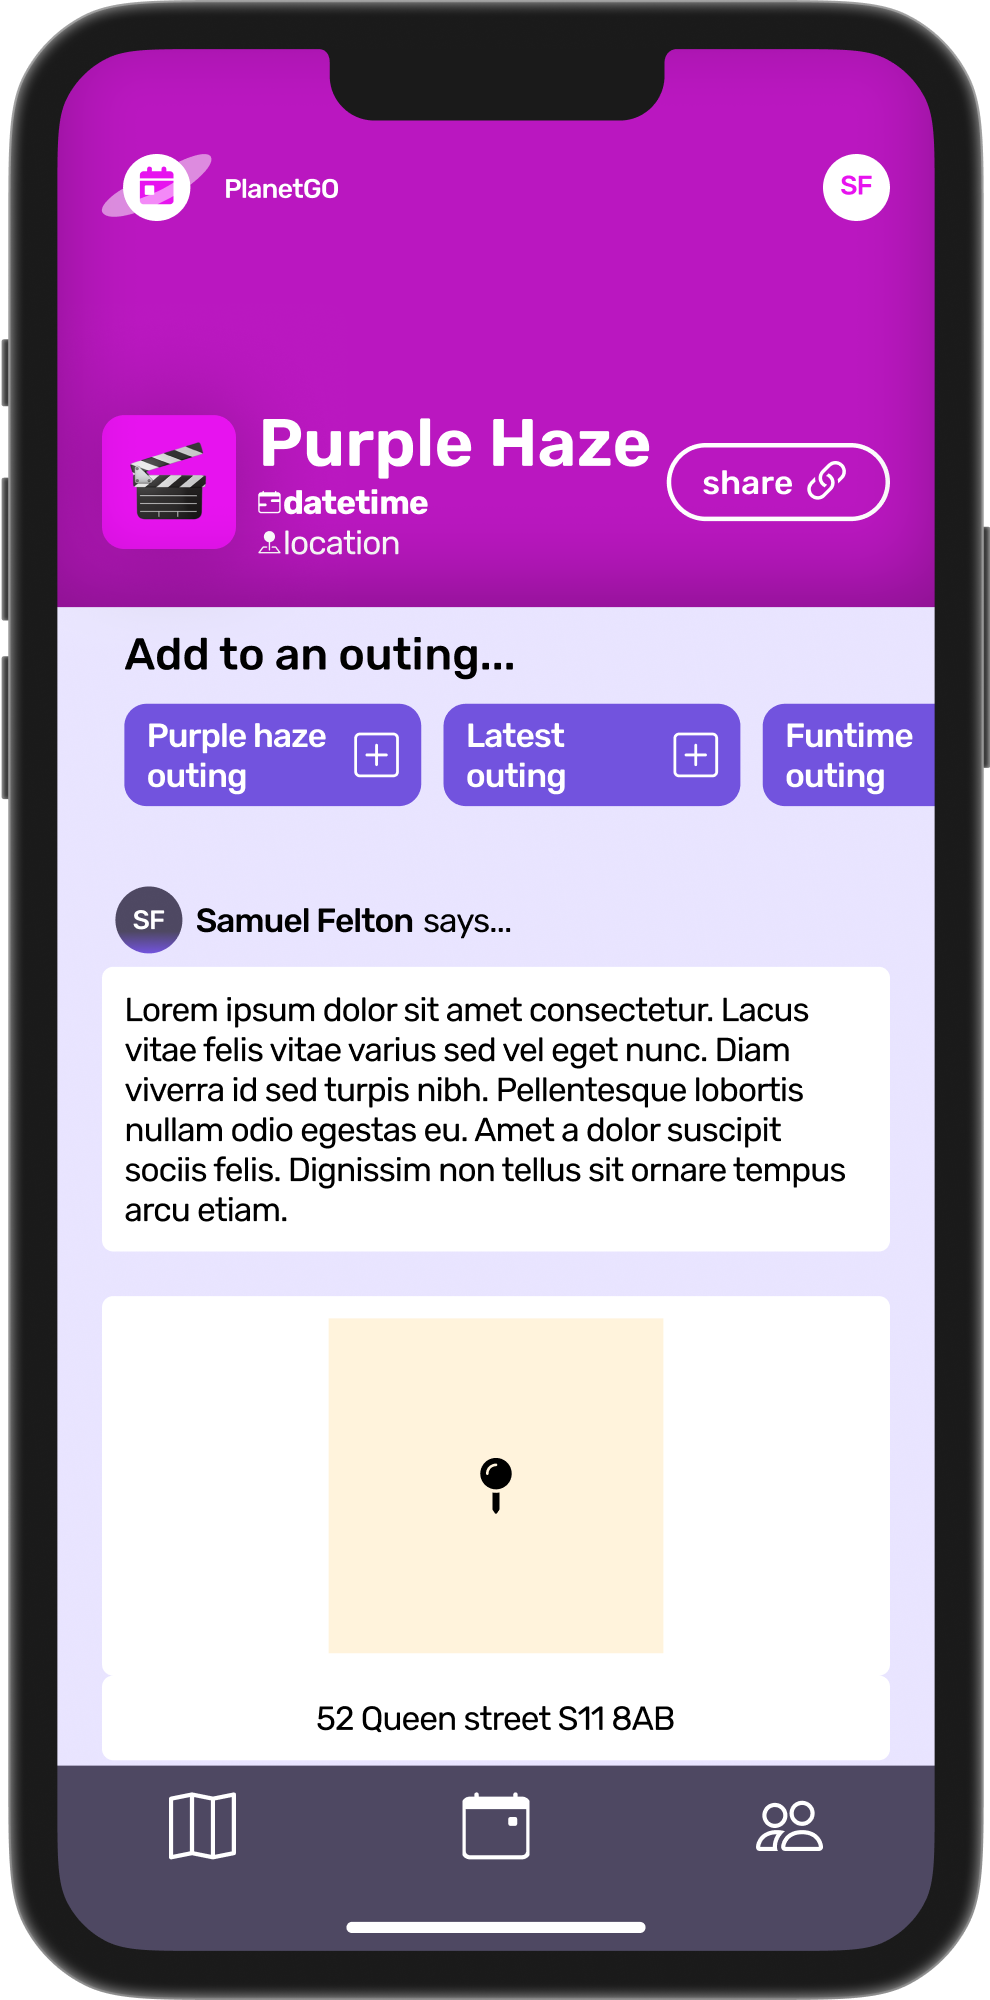 PlanetGO
SF
Purple Haze
datetime
location
share
Add to an outing...
Purple haze
outing
Latest
outing
Funtime
outing
SF
Samuel Felton says...
Lorem ipsum dolor sit amet consectetur. Lacus
vitae felis vitae varius sed vel eget nunc. Diam
viverra id sed turpis nibh. Pellentesque lobortis
nullam odio egestas eu. Amet a dolor suscipit
sociis felis. Dignissim non tellus sit ornare tempus
arcu etiam.
52 Queen street S11 8AB